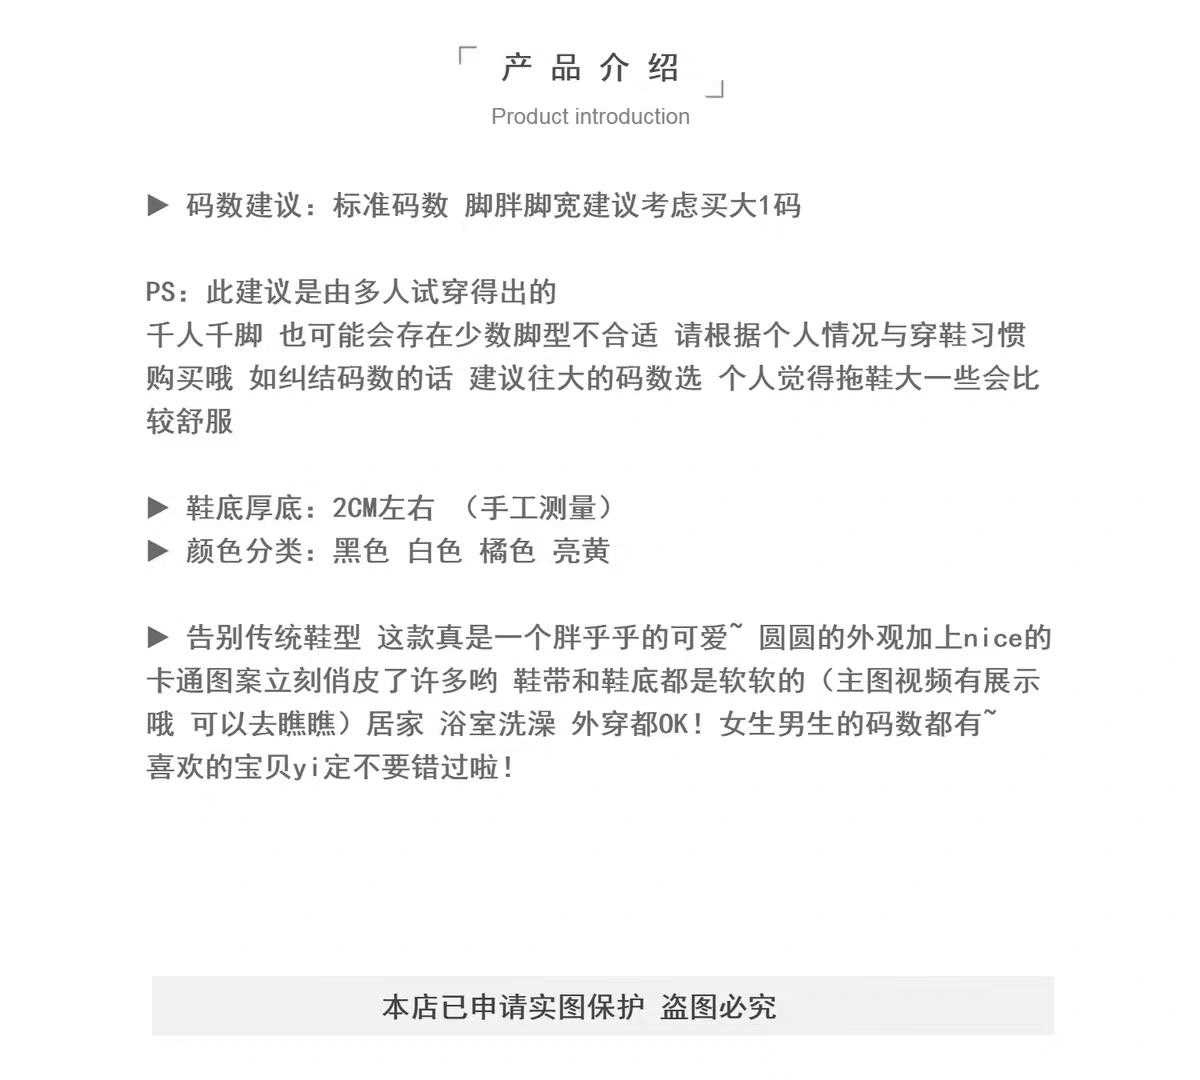 产品介绍
Product introduction
▶ 码数建议：标准码数 脚胖脚宽建议考虑买大1码
PS：此建议是由多人试穿得出的
千人千脚 也可能会存在少数脚型不合适 请根据个人情况与穿鞋习惯
购买哦 如纠结码数的话 建议往大的码数选 个人觉得拖鞋大一些会比
较舒服
▶ 鞋底厚底：2CM左右 （手工测量）
▶ 颜色分类：黑色 白色 橘色 亮黄
▶ 告别传统鞋型 这款真是一个胖乎乎的可爱~ 圆圆的外观加上nice的
卡通图案立刻俏皮了许多哟 鞋带和鞋底都是软软的（主图视频有展示
哦 可以去瞧瞧）居家 浴室洗澡 外穿都OK！女生男生的码数都有~
喜欢的宝贝yi定不要错过啦！
本店已申请实图保护 盗图必究